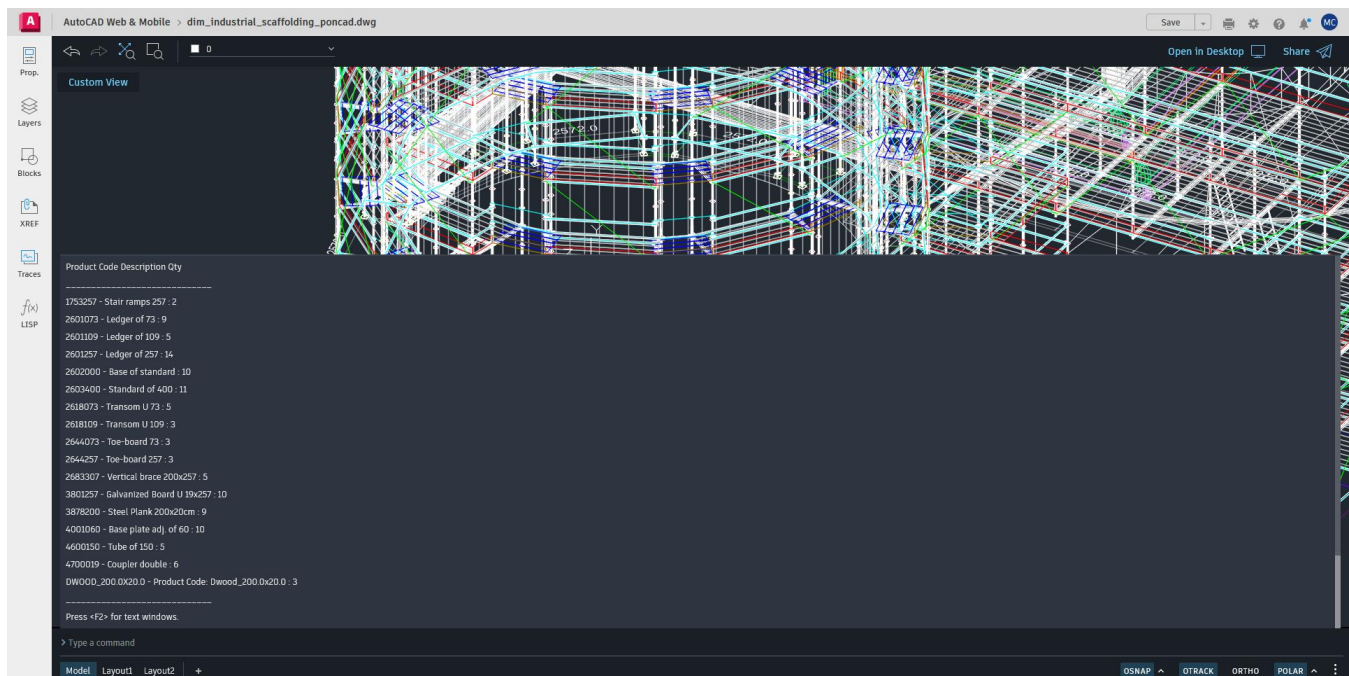 A AutoCAD Web & Mobile > dim_industrial_scaffolding_poncad.dwg Save MC
0 Open in Desktop Share
Prop.
Layers
Blocks
XREF
Traces
f(x)
LISP
Custom View
2572.0
Y
Product Code Description Qty
_____________________________
1753257 - Stair ramps 257 : 2
2601073 - Ledger of 73 : 9
2601109 - Ledger of 109 : 5
2601257 - Ledger of 257 : 14
2602000 - Base of standard : 10
2603400 - Standard of 400 : 11
2618073 - Transom U 73 : 5
2618109 - Transom U 109 : 3
2644073 - Toe-board 73 : 3
2644257 - Toe-board 257 : 3
2683307 - Vertical brace 200x257 : 5
3801257 - Galvanized Board U 19x257 : 10
3878200 - Steel Plank 200x20cm : 9
4001060 - Base plate adj. of 60 : 10
4600150 - Tube of 150 : 5
4700019 - Coupler double : 6
DWOOD_200.0X20.0 - Product Code: Dwood_200.0x20.0 : 3
_____________________________
Press <F2> for text windows.
> Type a command
Model Layout1 Layout2 + OSNAP OTRACK ORTHO POLAR